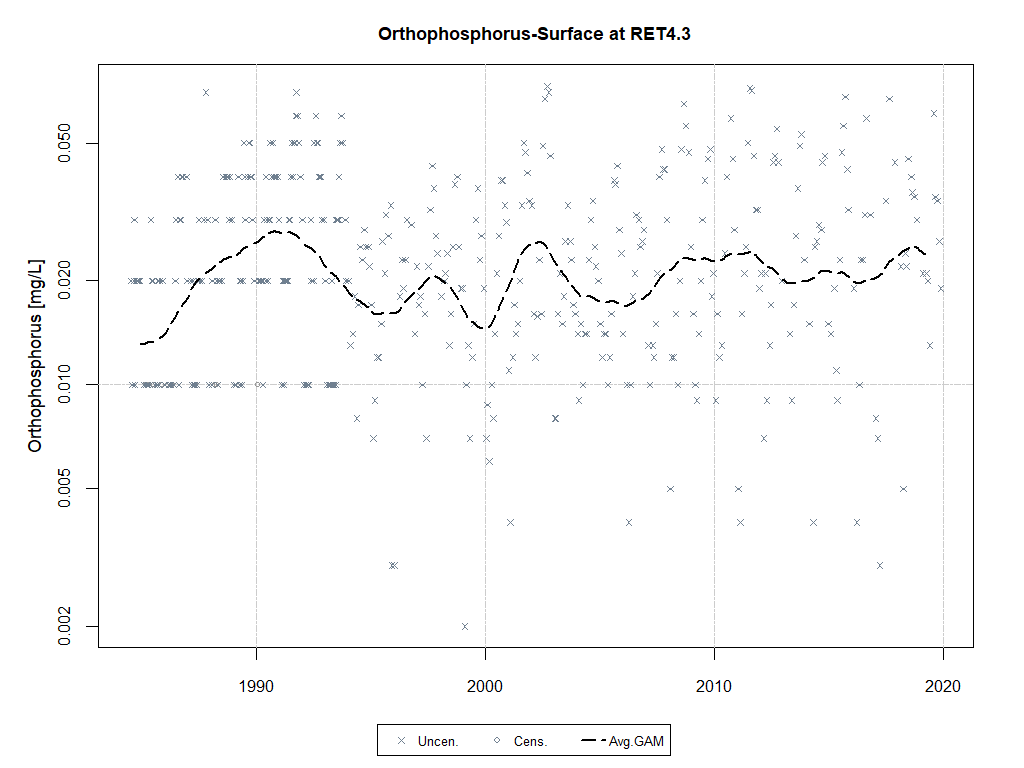 Orthophosphorus-Surface at RET4.3
Orthophosphorus [mg/L]
0.050
0.020
0.010
0.005
0.002
1990
2000
2010
2020
Uncen.
Cens.
Avg.GAM